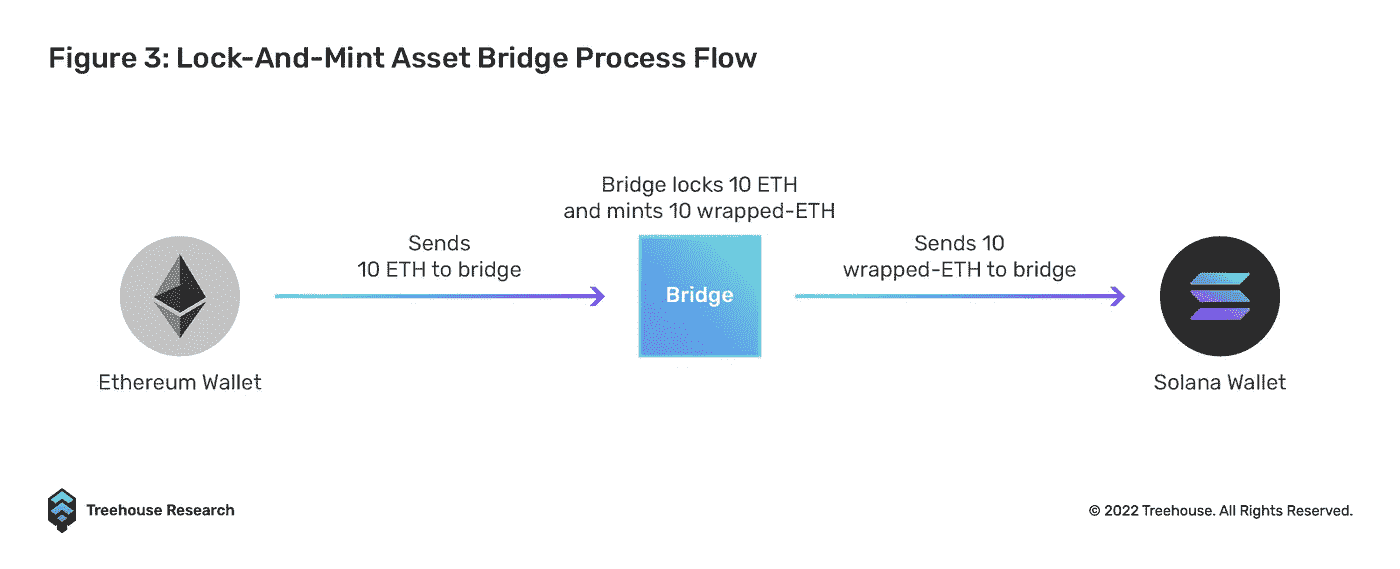 Figure 3: Lock-And-Mint Asset Bridge Process Flow
Bridge locks 10 ETH
and mints 10 wrapped-ETH
Sends
10 ETH to bridge
Sends 10
wrapped-ETH to bridge
Bridge
Ethereum Wallet
Solana Wallet
Treehouse Research
© 2022 Treehouse. All Rights Reserved.